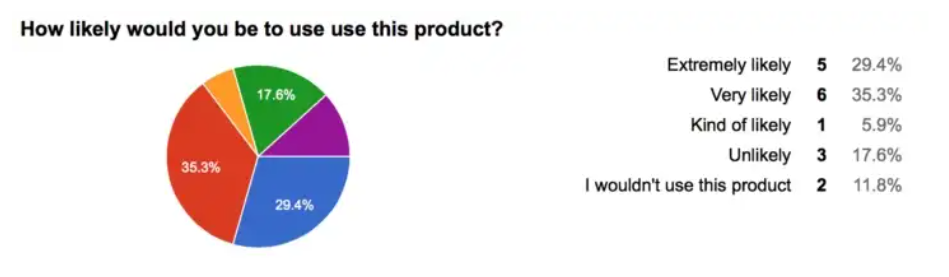 How likely would you be to use use this product?
17.6%
35.3%
29.4%
Extremely likely 5 29.4%
Very likely 6 35.3%
Kind of likely 1 5.9%
Unlikely 3 17.6%
I wouldn't use this product 2 11.8%